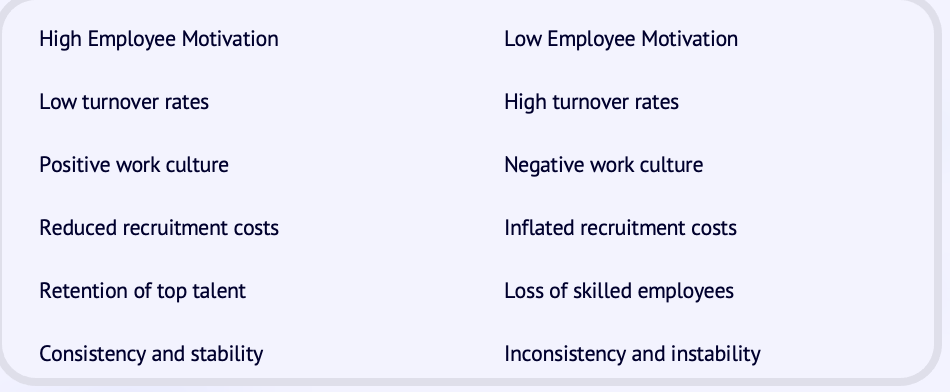 High Employee Motivation
Low Employee Motivation
Low turnover rates
High turnover rates
Positive work culture
Negative work culture
Reduced recruitment costs
Inflated recruitment costs
Retention of top talent
Loss of skilled employees
Consistency and stability
Inconsistency and instability